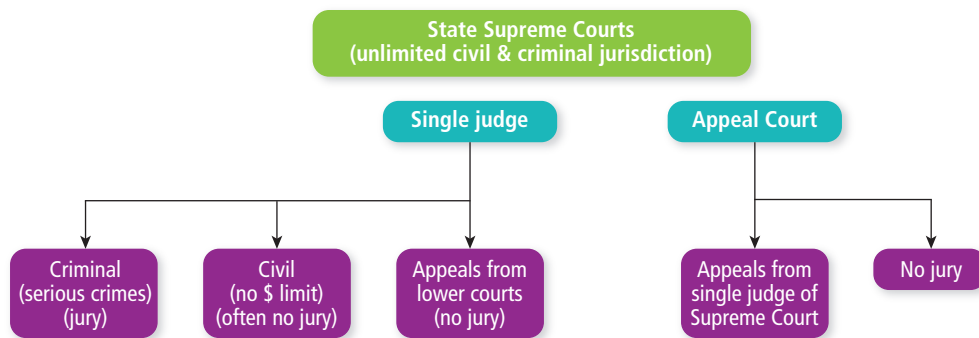 State Supreme Courts
(unlimited civil & criminal jurisdiction)
Single judge
Appeal Court
Criminal
(serious crimes)
(jury)
Civil
(no $ limit)
(often no jury)
Appeals from
lower courts
(no jury)
Appeals from
single judge of
Supreme Court
No jury